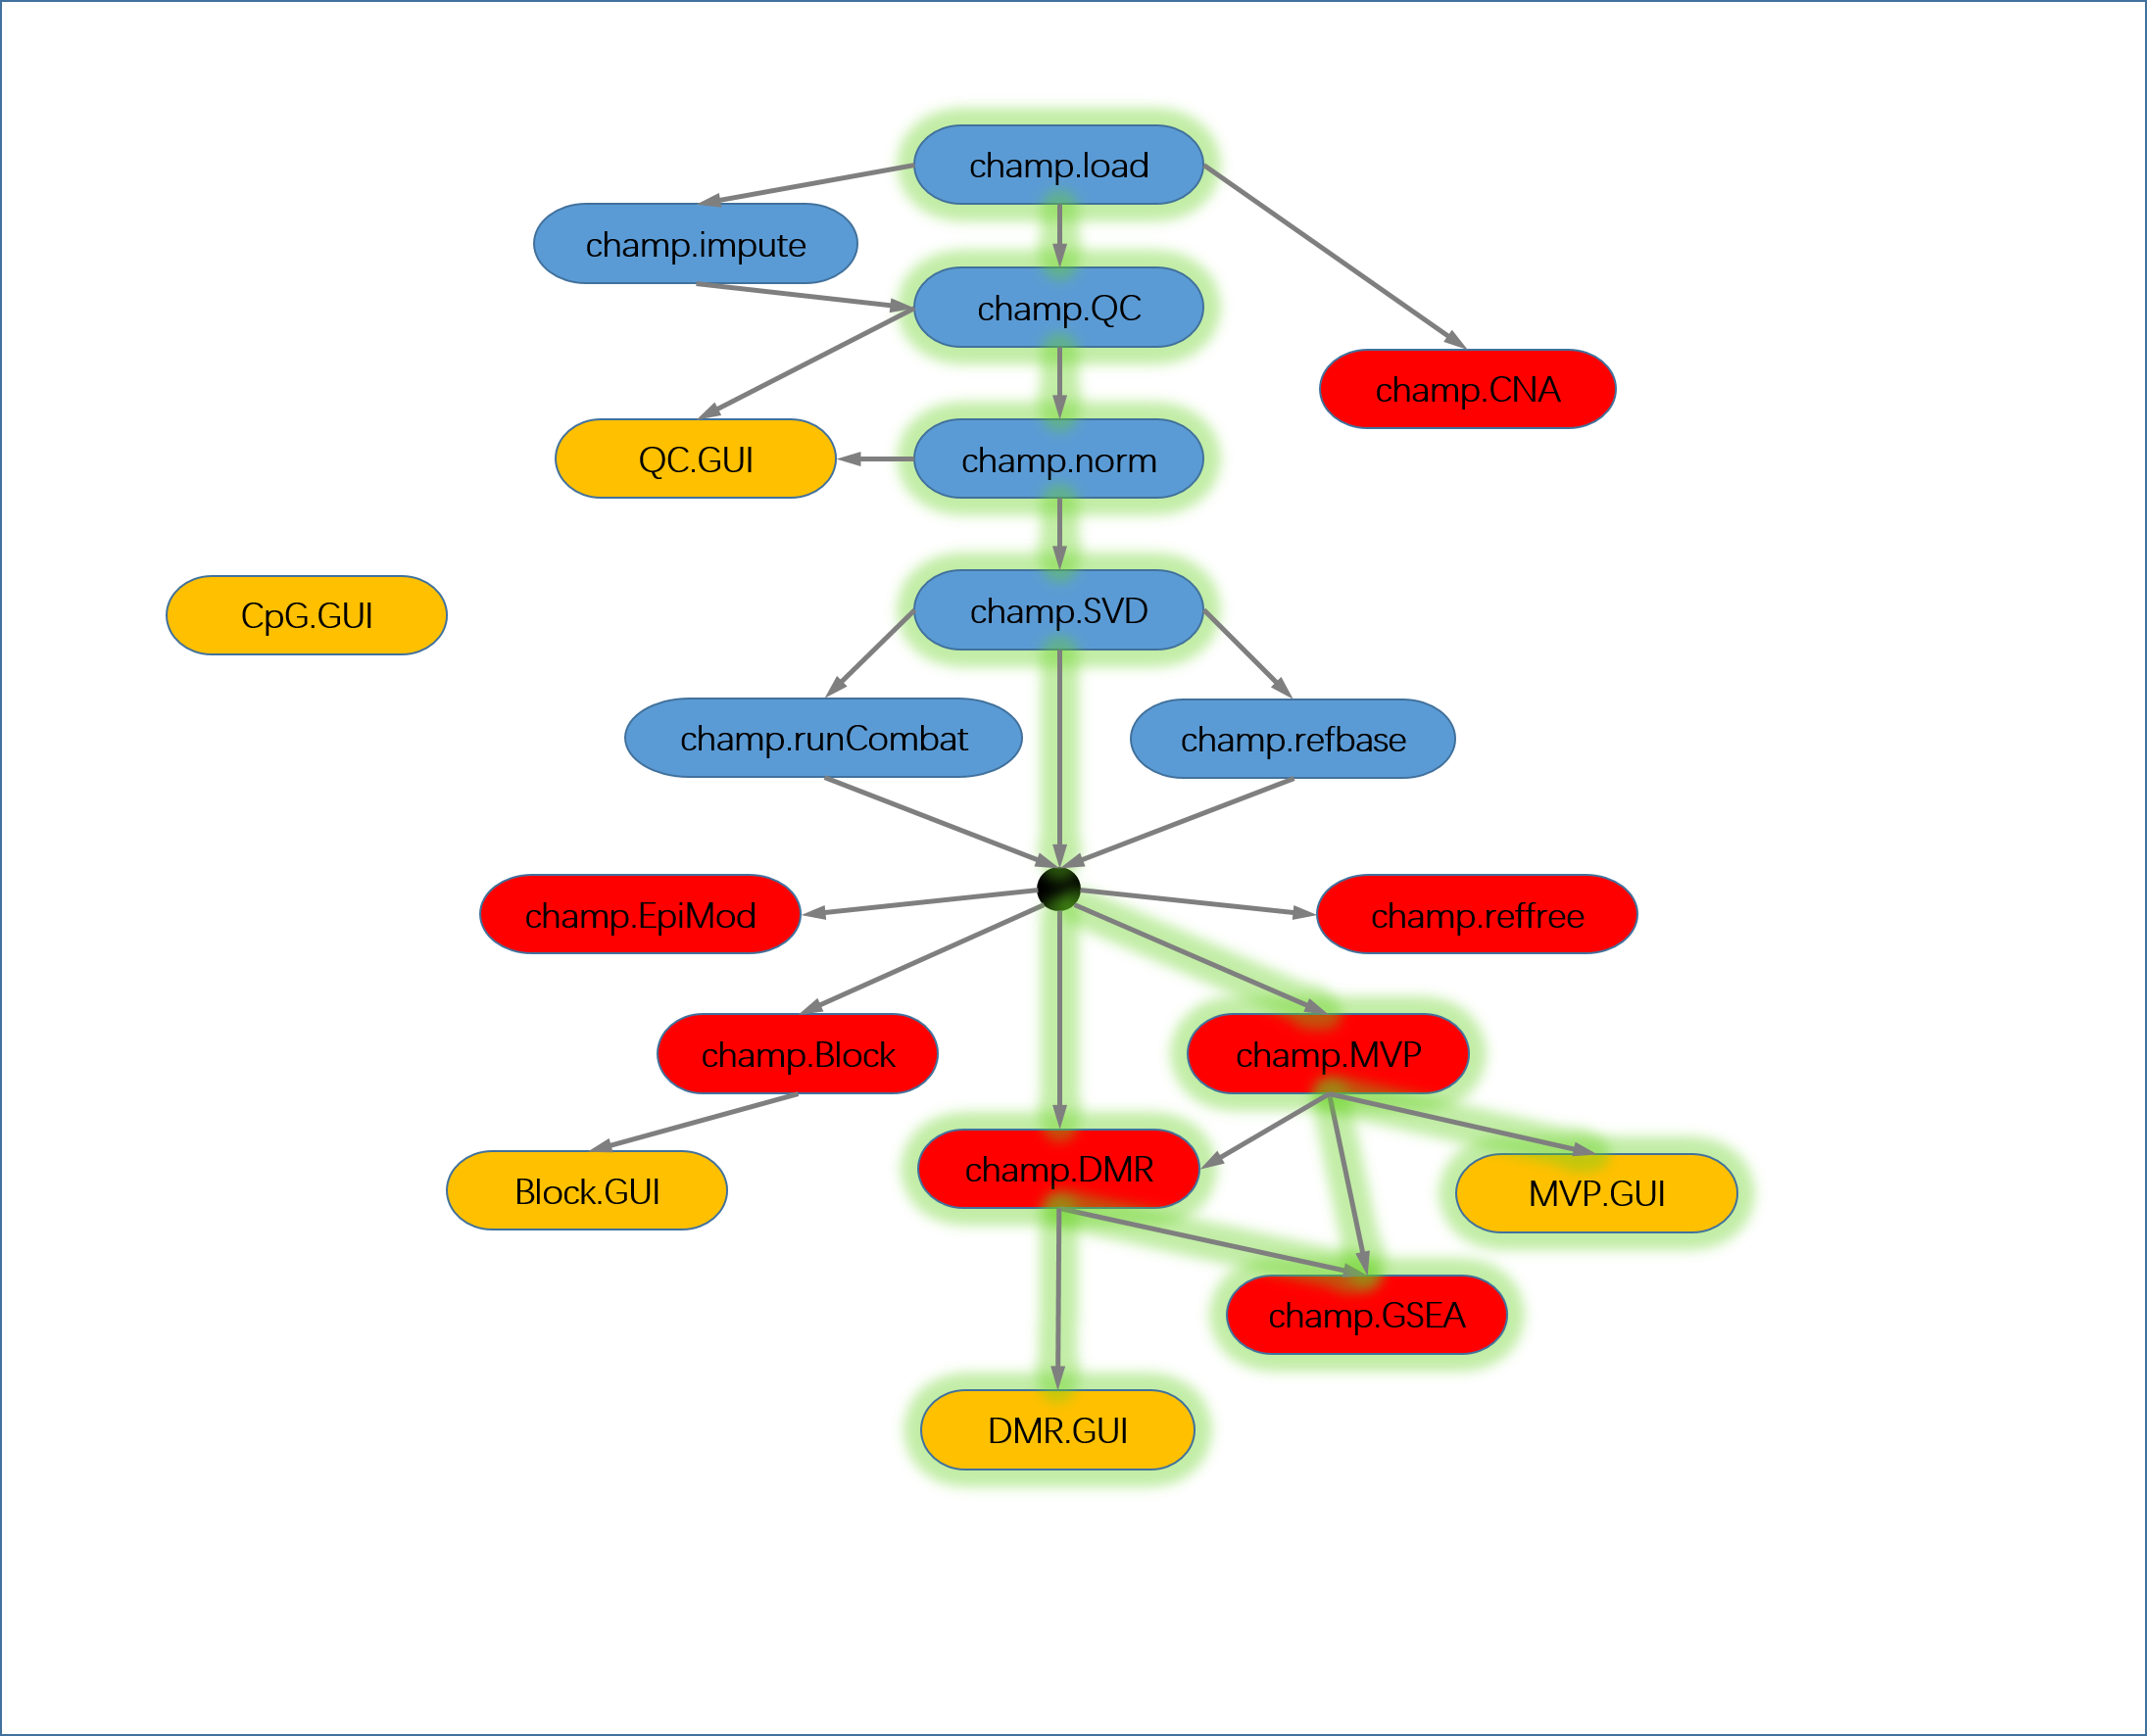 champ.load
champ.impute
champ.QC
champ.CNA
QC.GUI
champ.norm
CpG.GUI
champ.SVD
champ.runCombat
champ.refbase
champ.EpiMod
champ.reffree
champ.Block
champ.MVP
champ.DMR
Block.GUI
MVP.GUI
champ.GSEA
DMR.GUI